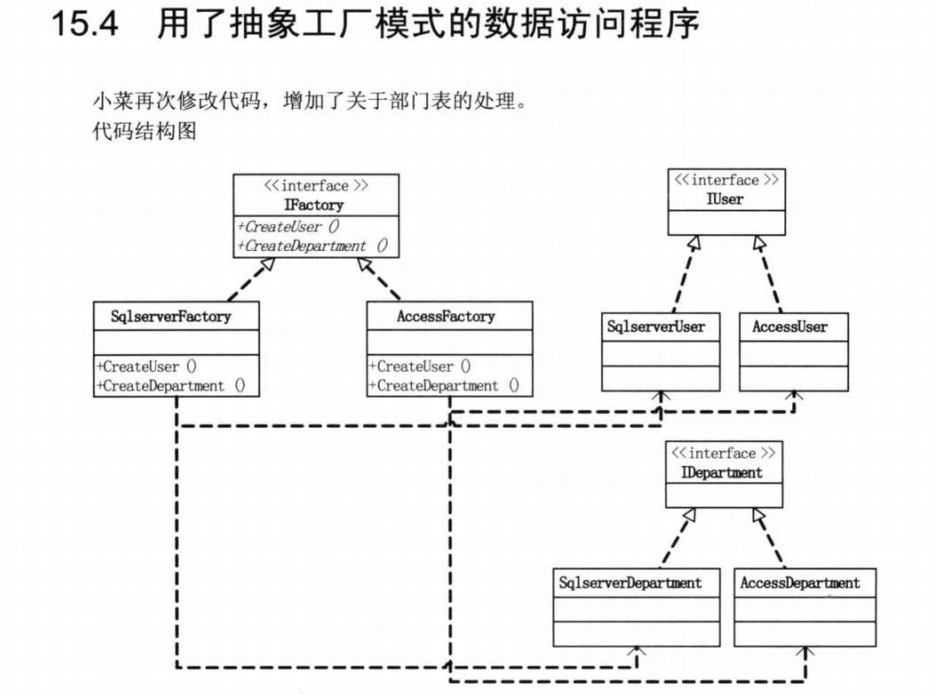 15.4 用了抽象工厂模式的数据访问程序
小菜再次修改代码，增加了关于部门表的处理。
代码结构图
<<interface>>
IFactory
+CreateUser ()
+CreateDepartment ()
<<interface>>
IUser
SqlserverFactory
+CreateUser ()
+CreateDepartment ()
AccessFactory
+CreateUser ()
+CreateDepartment ()
SqlserverUser
AccessUser
<<interface>>
IDepartment
SqlserverDepartment
AccessDepartment